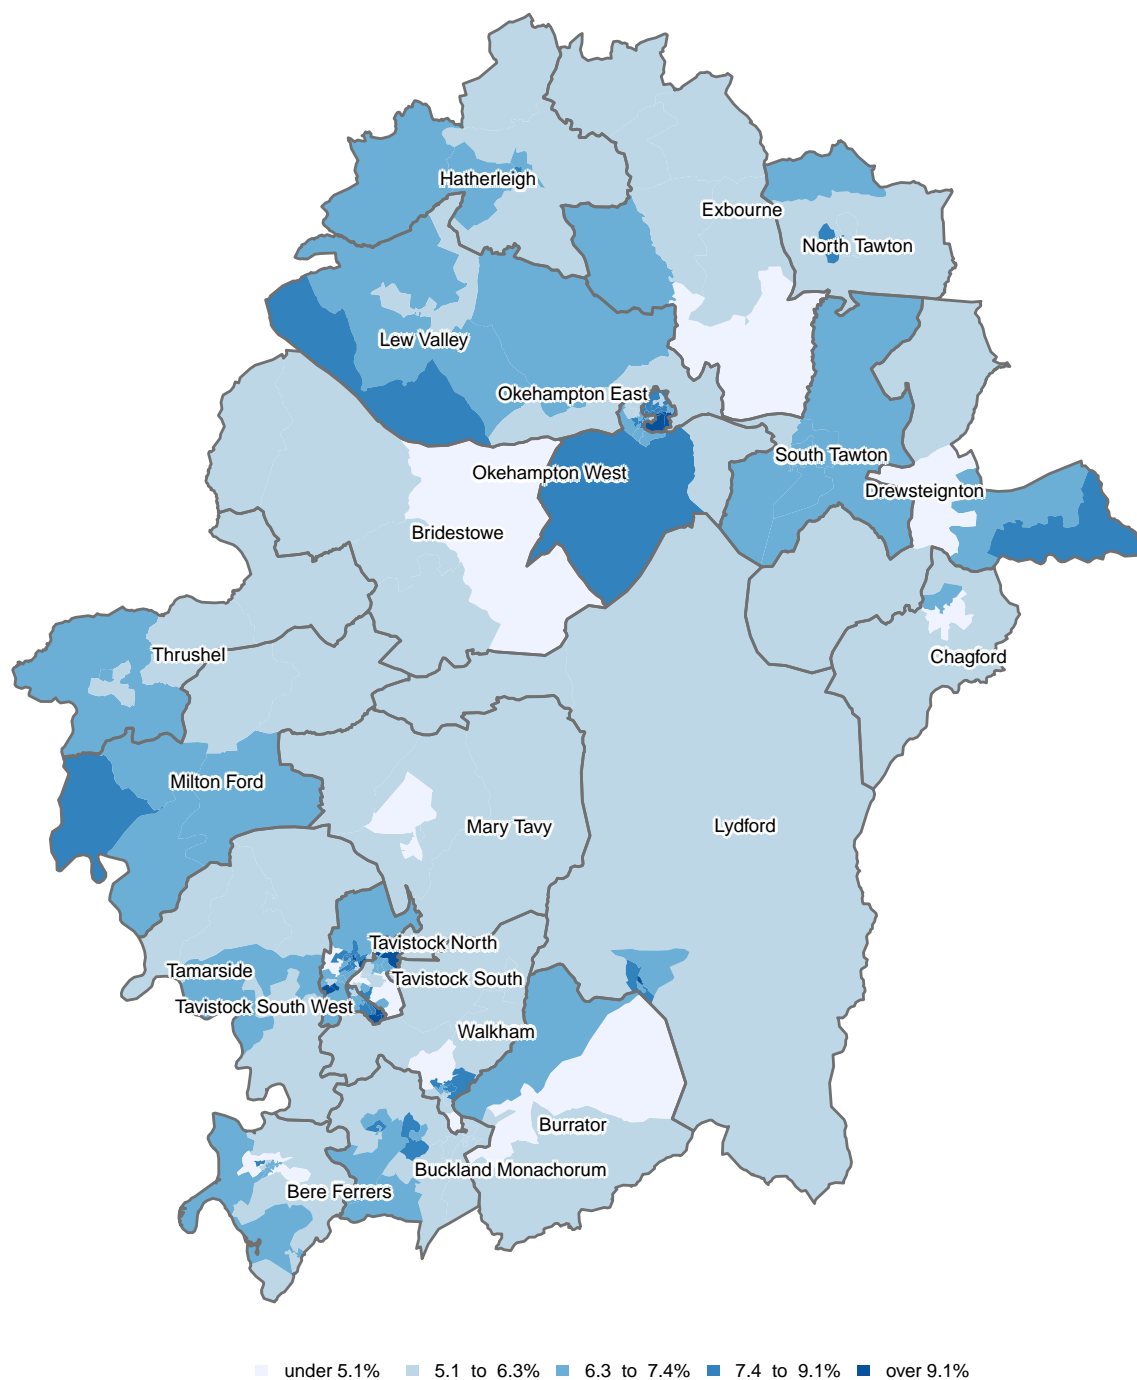 Hatherleigh
Exbourne
North Tawton
Lew Valley
Okehampton East
South Tawton
Okehampton West
Drewsteignton
Bridestowe
Thrushel
Chagford
Milton Ford
Mary Tavy
Lydford
Tavistock North
Tamarside
Tavistock South
Tavistock South West
Walkham
Burrator
Buckland Monachorum
Bere Ferrers
under 5.1% 5.1 to 6.3% 6.3 to 7.4% 7.4 to 9.1% over 9.1%